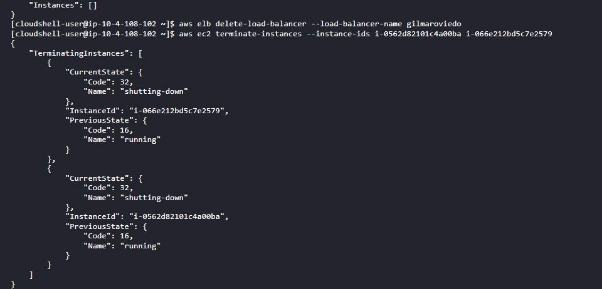 "Instances": []
}
[cloudshell-user@ip-10-4-108-102 ~]$ aws elb delete-load-balancer --load-balancer-name gilmaroviedo
[cloudshell-user@ip-10-4-108-102 ~]$ aws ec2 terminate-instances --instance-ids i-0562d82101c4a00ba i-066e212bd5c7e2579
{
    "TerminatingInstances": [
        {
            "CurrentState": {
                "Code": 32,
                "Name": "shutting-down"
            },
            "InstanceId": "i-066e212bd5c7e2579",
            "PreviousState": {
                "Code": 16,
                "Name": "running"
            }
        },
        {
            "CurrentState": {
                "Code": 32,
                "Name": "shutting-down"
            },
            "InstanceId": "i-0562d82101c4a00ba",
            "PreviousState": {
                "Code": 16,
                "Name": "running"
            }
        }
    ]
}